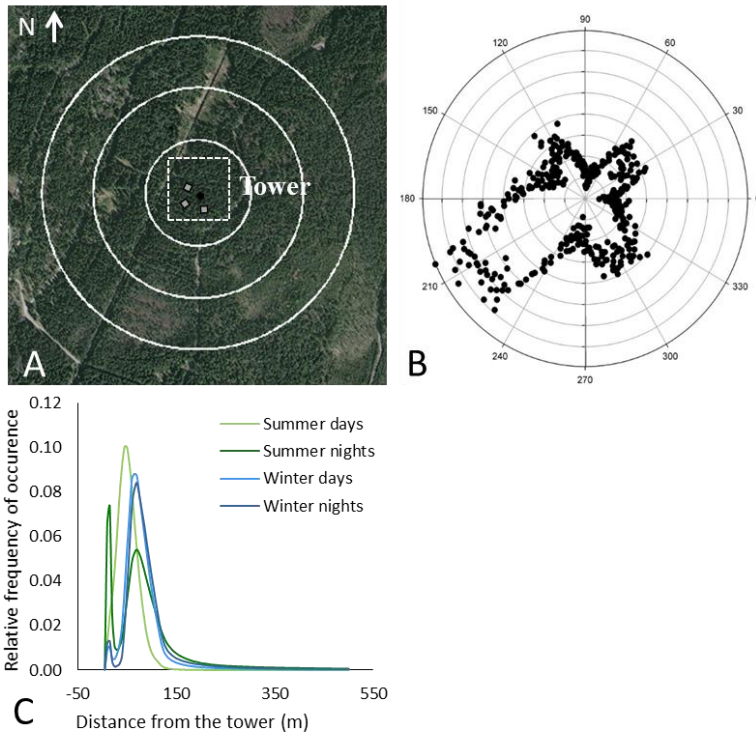 N
Tower
A
B
90
120
60
150
30
180
210
330
240
300
270
0.12
0.10
0.08
0.06
0.04
0.02
0.00
Relative frequency of occurence
Summer days
Summer nights
Winter days
Winter nights
-50
150
350
550
Distance from the tower (m)
C